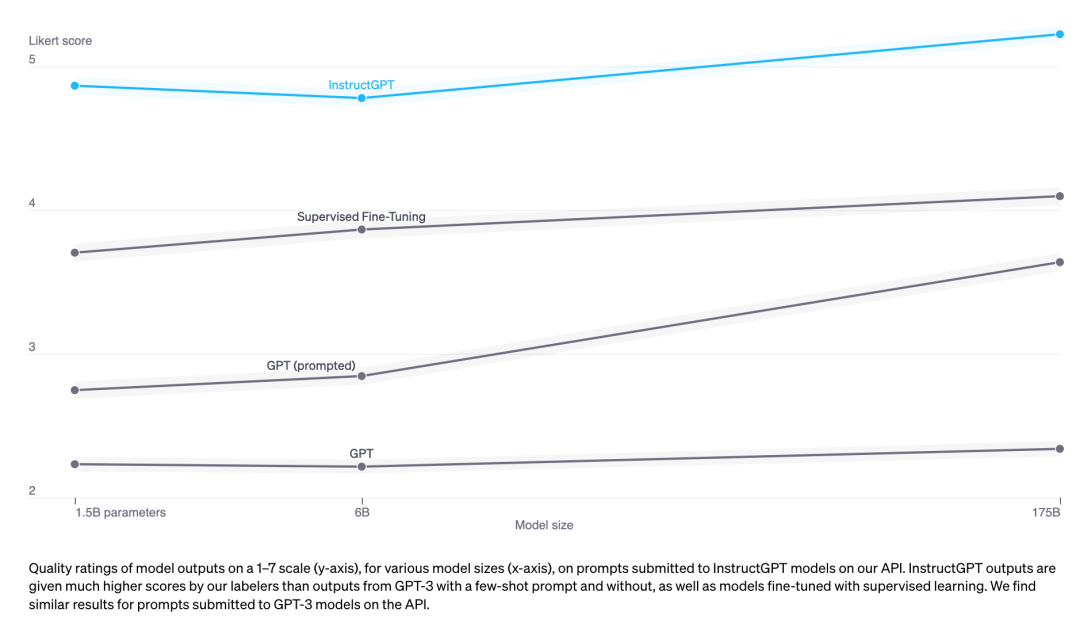 Likert score
5
InstructGPT
4
Supervised Fine-Tuning
3
GPT (prompted)
GPT
2
1.5B parameters
6B
175B
Model size
Quality ratings of model outputs on a 1–7 scale (y-axis), for various model sizes (x-axis), on prompts submitted to InstructGPT models on our API. InstructGPT outputs are
given much higher scores by our labelers than outputs from GPT-3 with a few-shot prompt and without, as well as models fine-tuned with supervised learning. We find
similar results for prompts submitted to GPT-3 models on the API.